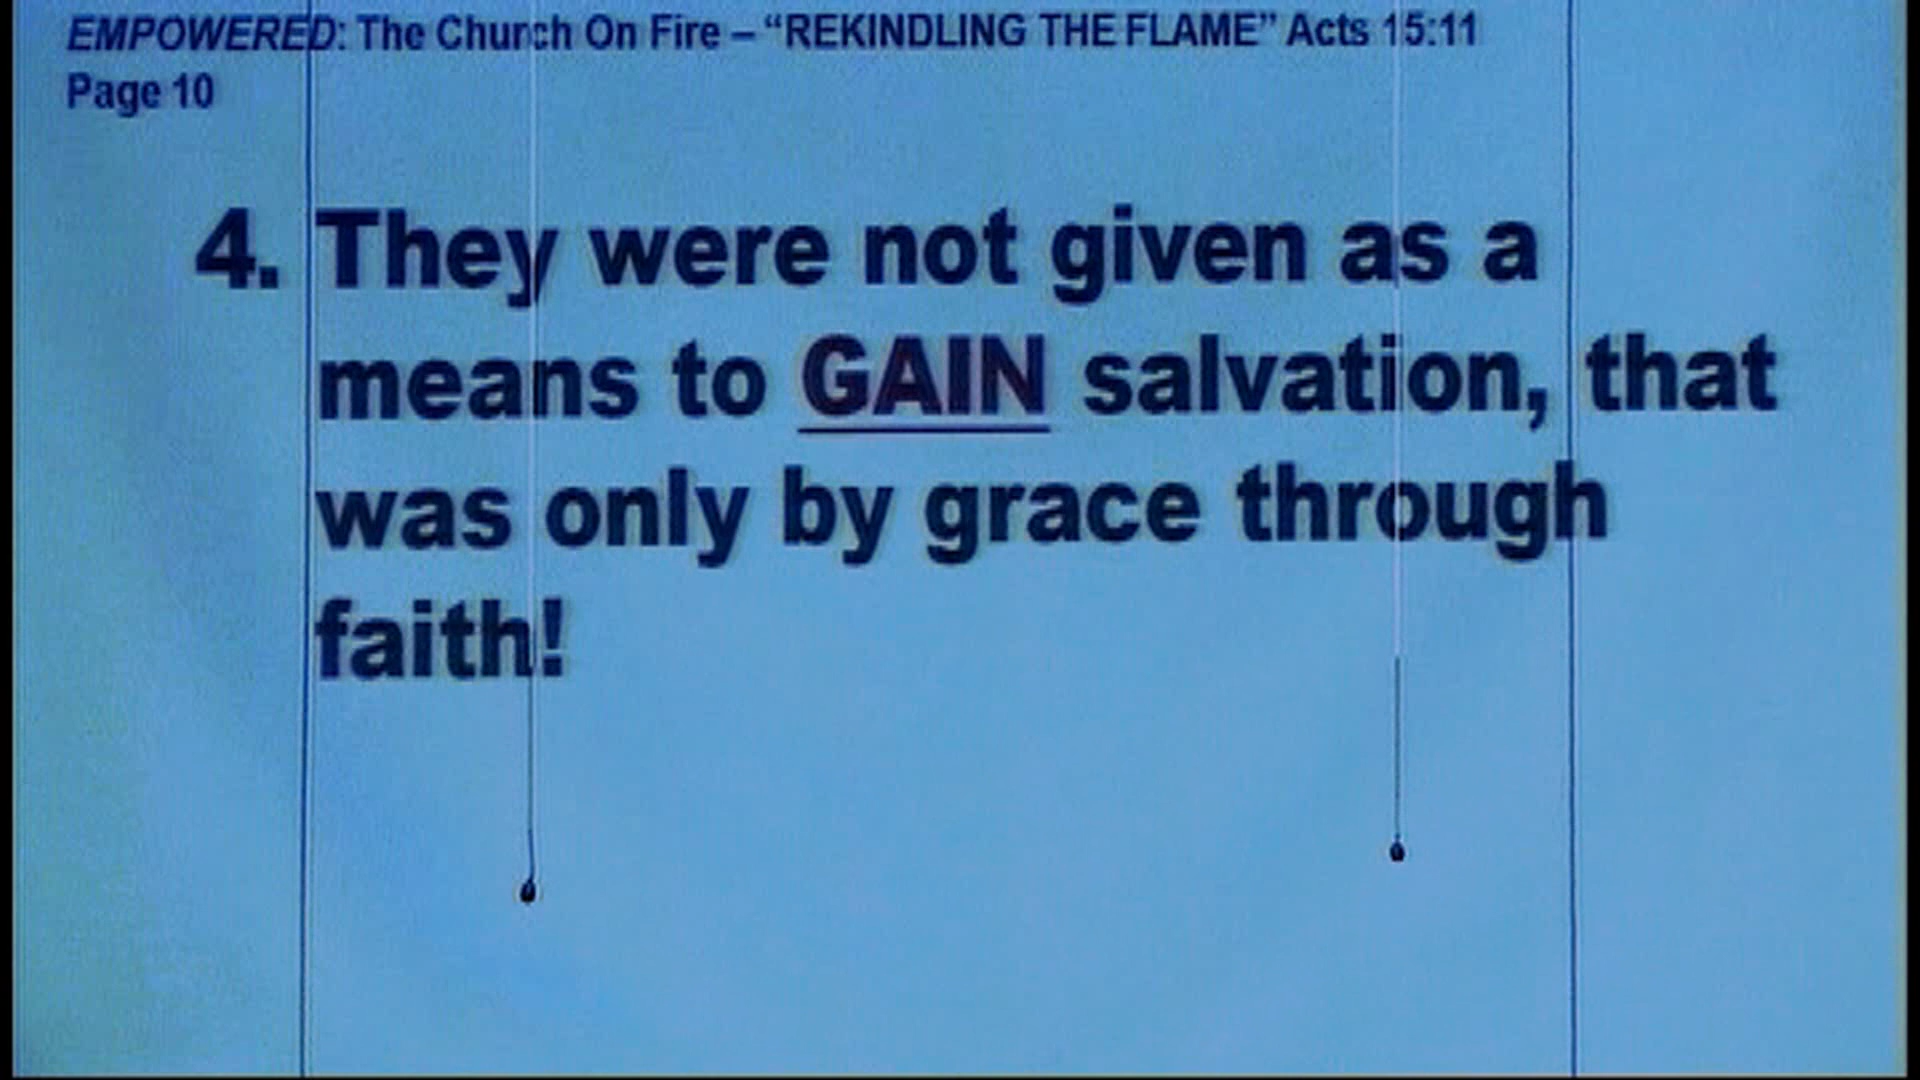 EMPOWERED: The Church On Fire – “REKINDLING THE FLAME” Acts 15:11
Page 10
4. They were not given as a
means to GAIN salvation, that
was only by grace through
faith!